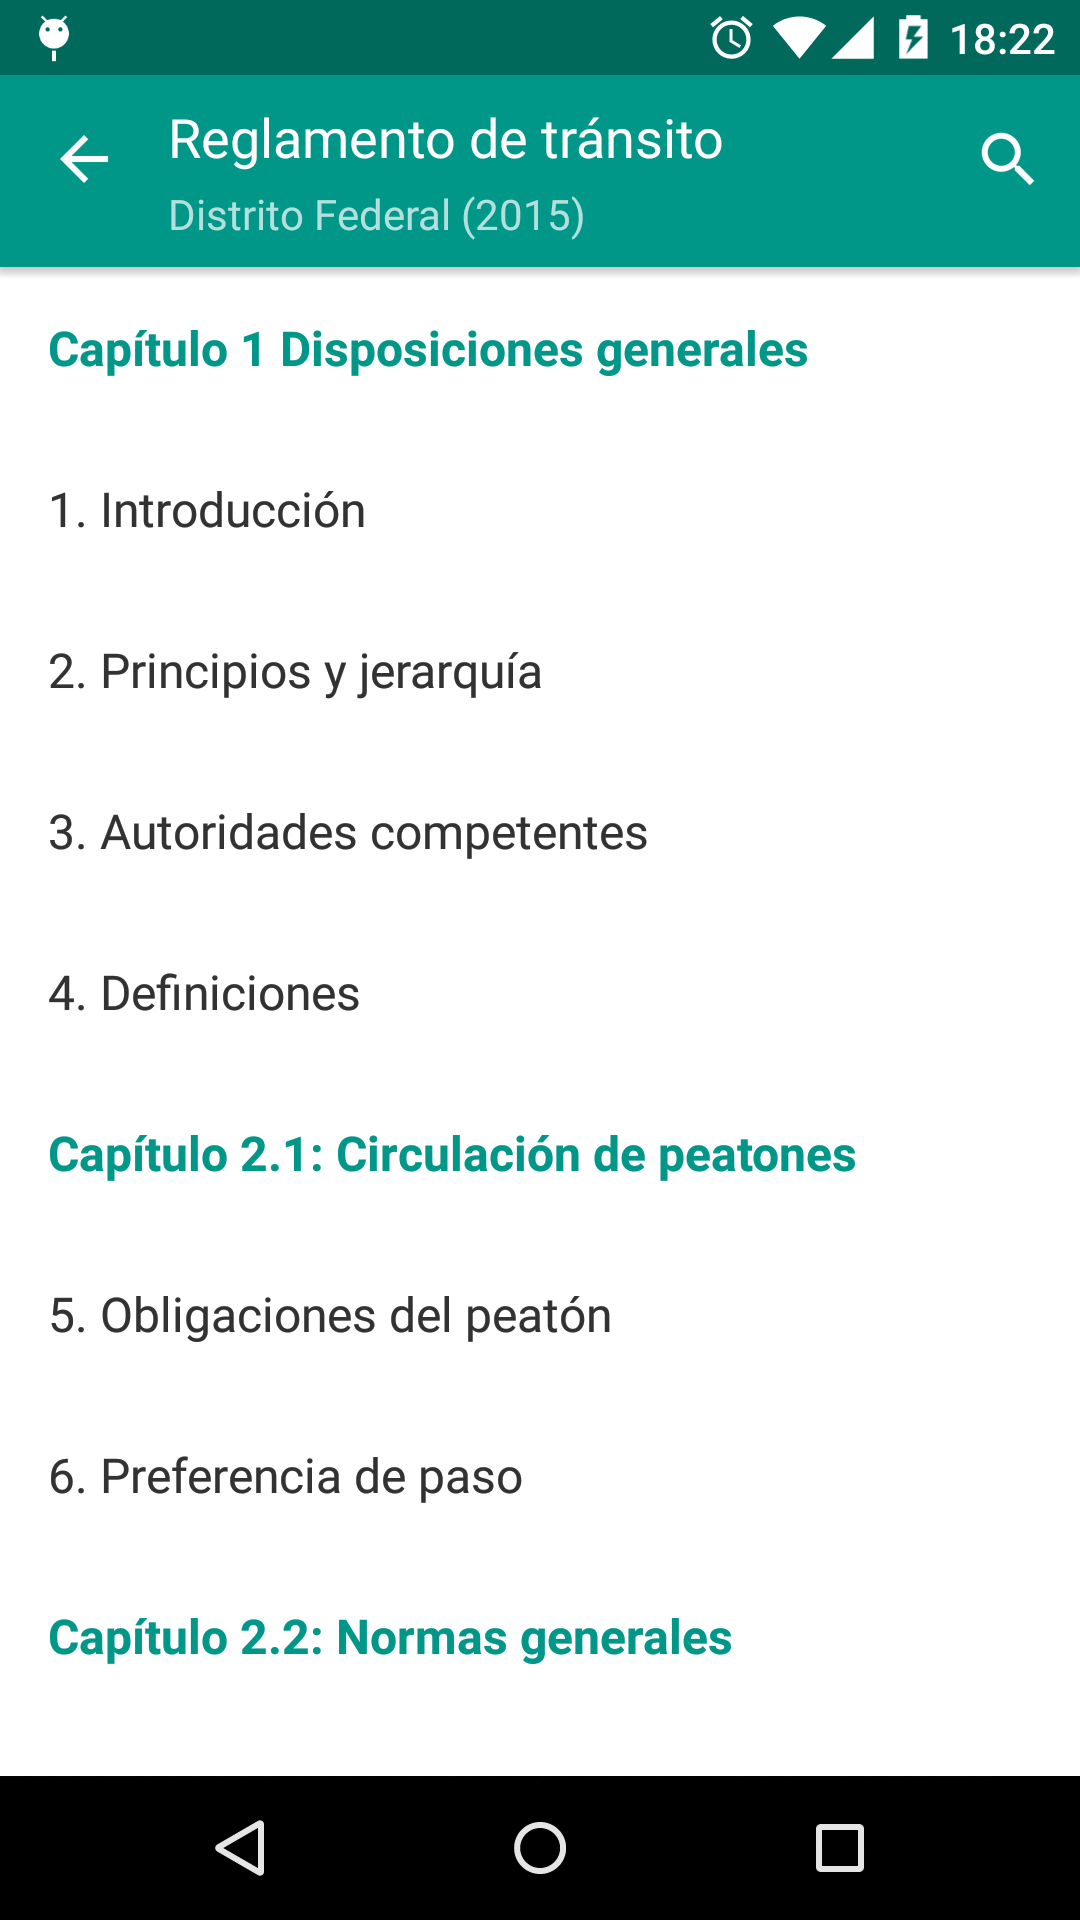 18:22
Reglamento de tránsito
Distrito Federal (2015)
Capítulo 1 Disposiciones generales
1. Introducción
2. Principios y jerarquía
3. Autoridades competentes
4. Definiciones
Capítulo 2.1: Circulación de peatones
5. Obligaciones del peatón
6. Preferencia de paso
Capítulo 2.2: Normas generales